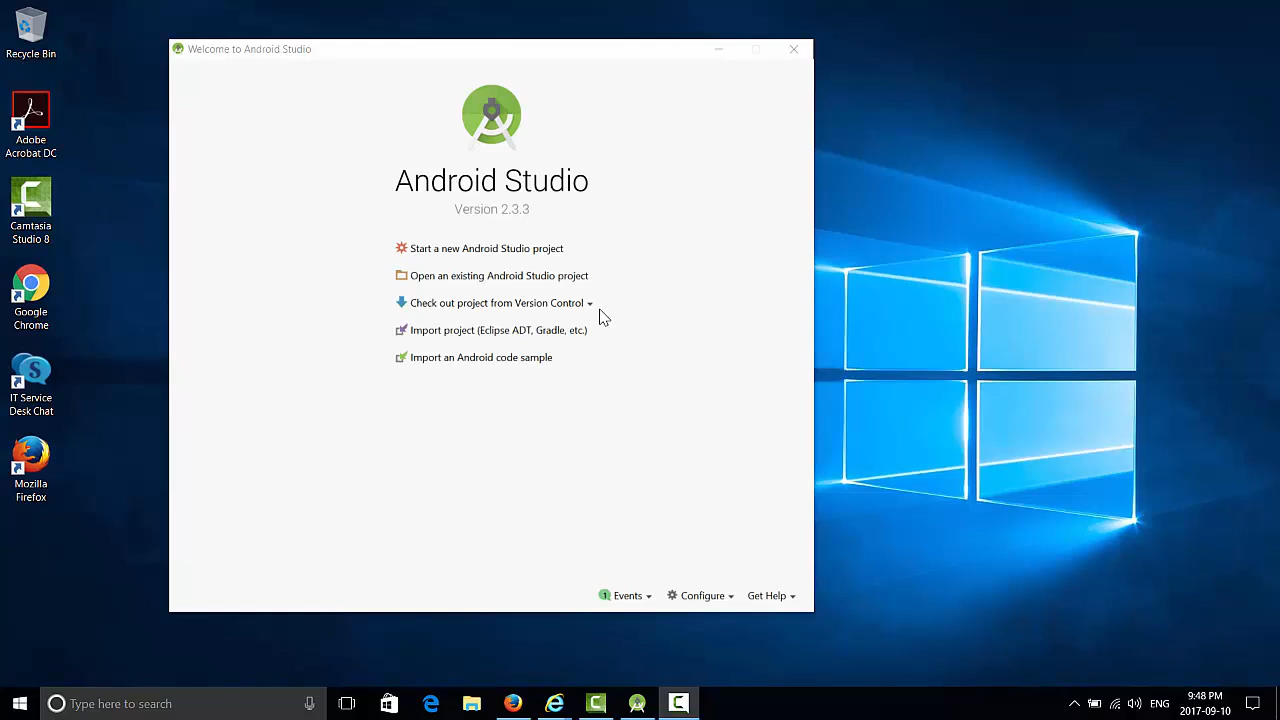 Recycle Bin
Adobe
Acrobat DC
Camtasia
Studio 8
Google
Chrome
IT Service
Desk Chat
Mozilla
Firefox
Welcome to Android Studio
Android Studio
Version 2.3.3
Start a new Android Studio project
Open an existing Android Studio project
Check out project from Version Control
Import project (Eclipse ADT, Gradle, etc.)
Import an Android code sample
1 Events
Configure
Get Help
Type here to search
ENG
9:48 PM
2017-09-10